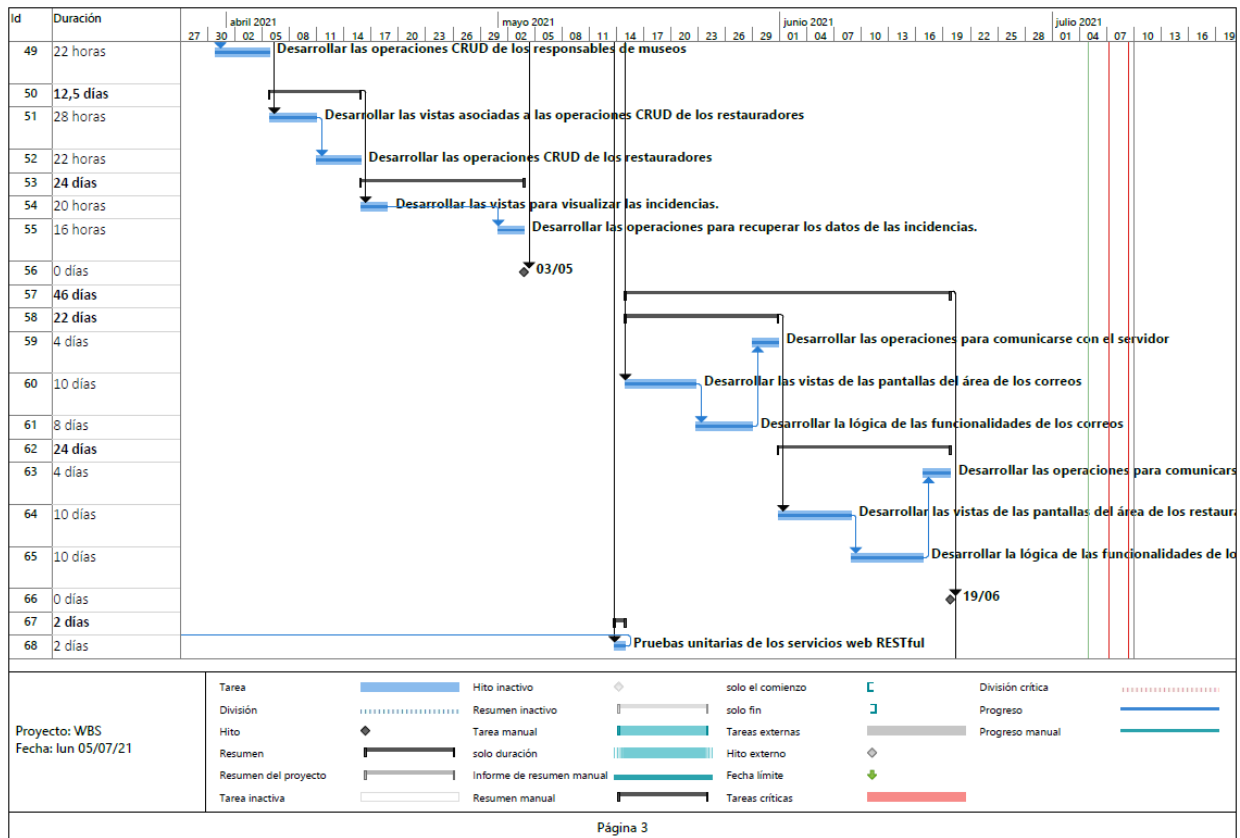 Id Duración abril 2021 mayo 2021 junio 2021 julio 2021
27 30 02 05 08 11 14 17 20 23 26 29 02 05 08 11 14 17 20 23 26 29 01 04 07 10 13 16 19 22 25 28 01 04 07 10 13 16 19
49 22 horas Desarrollar las operaciones CRUD de los responsables de museos
50 12,5 días
51 28 horas Desarrollar las vistas asociadas a las operaciones CRUD de los restauradores
52 22 horas Desarrollar las operaciones CRUD de los restauradores
53 24 días
54 20 horas Desarrollar las vistas para visualizar las incidencias.
55 16 horas Desarrollar las operaciones para recuperar los datos de las incidencias.
56 0 días 03/05
57 46 días
58 22 días
59 4 días Desarrollar las operaciones para comunicarse con el servidor
60 10 días Desarrollar las vistas de las pantallas del área de los correos
61 8 días Desarrollar la lógica de las funcionalidades de los correos
62 24 días
63 4 días Desarrollar las operaciones para comunicars
64 10 días Desarrollar las vistas de las pantallas del área de los restaura
65 10 días Desarrollar la lógica de las funcionalidades de lo
66 0 días 19/06
67 2 días
68 2 días Pruebas unitarias de los servicios web RESTful
Proyecto: WBS
Fecha: lun 05/07/21
Tarea
División
Hito
Resumen
Resumen del proyecto
Tarea inactiva
Hito inactivo
Resumen inactivo
Tarea manual
solo duración
Informe de resumen manual
Resumen manual
solo el comienzo
solo fin
Tareas externas
Hito externo
Fecha límite
Tareas críticas
División crítica
Progreso
Progreso manual
Página 3